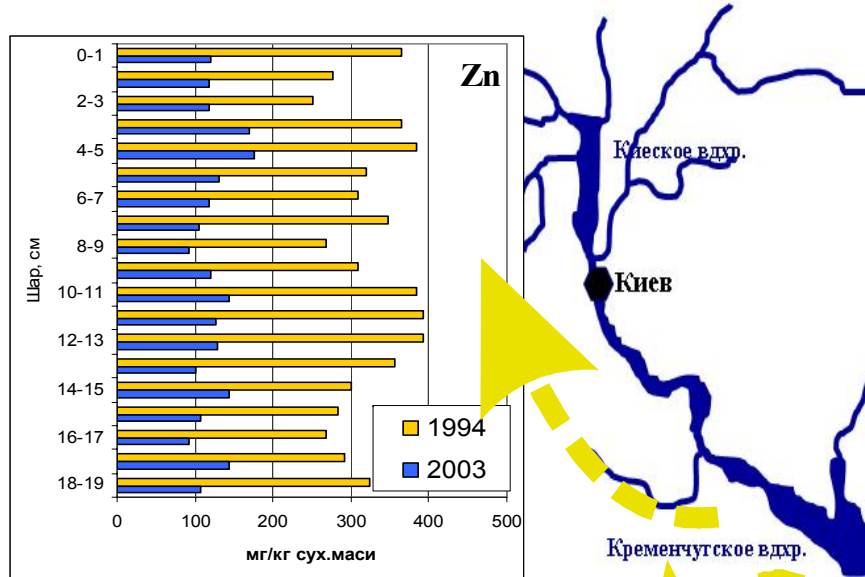 Zn
Шар, см
0-1
2-3
4-5
6-7
8-9
10-11
12-13
14-15
16-17
18-19
0 100 200 300 400 500
мг/кг сух.маси
1994
2003
Киеское вдхр.
Киев
Кременчугское вдхр.